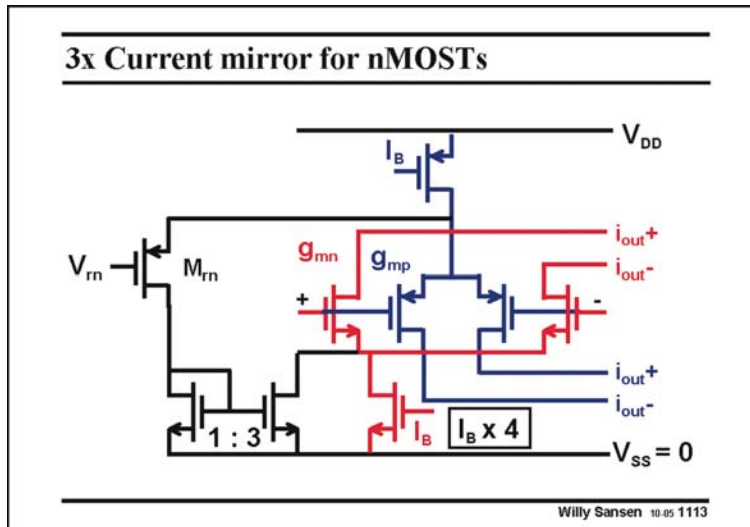 3x Current mirror for nMOSTs
V_DD
I_B
i_out+
g_mn
g_mp
i_out-
V_rn
M_rn
+
-
i_out+
i_out-
1 : 3
I_B
I_B x 4
V_SS = 0
Willy Sansen 10-05 1113